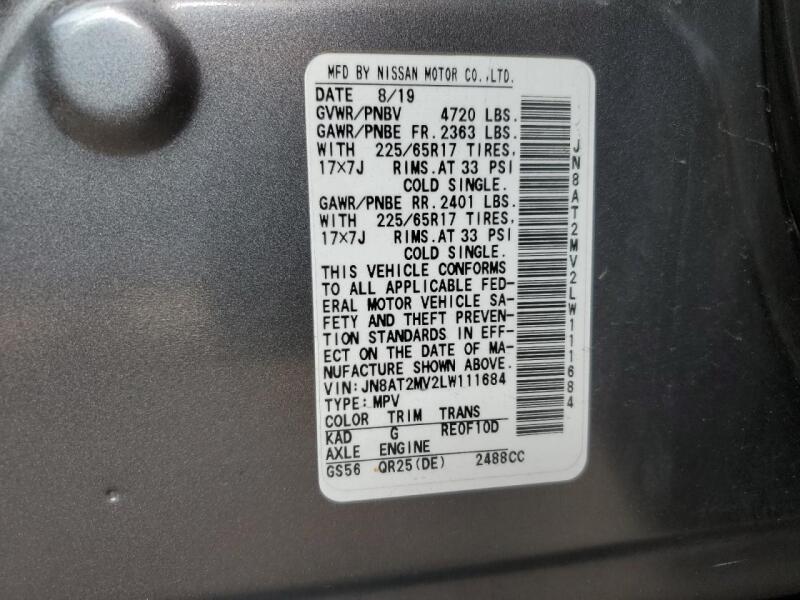 MFD BY NISSAN MOTOR CO.,LTD.
DATE 8/19
GVWR/PNBV 4720 LBS.
GAWR/PNBE FR. 2363 LBS.
WITH 225/65R17 TIRES,
17×7J RIMS.AT 33 PSI
COLD SINGLE.
GAWR/PNBE RR. 2401 LBS.
WITH 225/65R17 TIRES,
17×7J RIMS.AT 33 PSI
COLD SINGLE.
THIS VEHICLE CONFORMS
TO ALL APPLICABLE FED-
ERAL MOTOR VEHICLE SA-
FETY AND THEFT PREVEN-
TION STANDARDS IN EFF-
ECT ON THE DATE OF MA-
NUFACTURE SHOWN ABOVE.
VIN: JN8AT2MV2LW111684
TYPE: MPV
COLOR TRIM TRANS
KAD G RE0F10D
AXLE ENGINE
GS56 QR25(DE) 2488CC
JN8AT2MV2LW111684